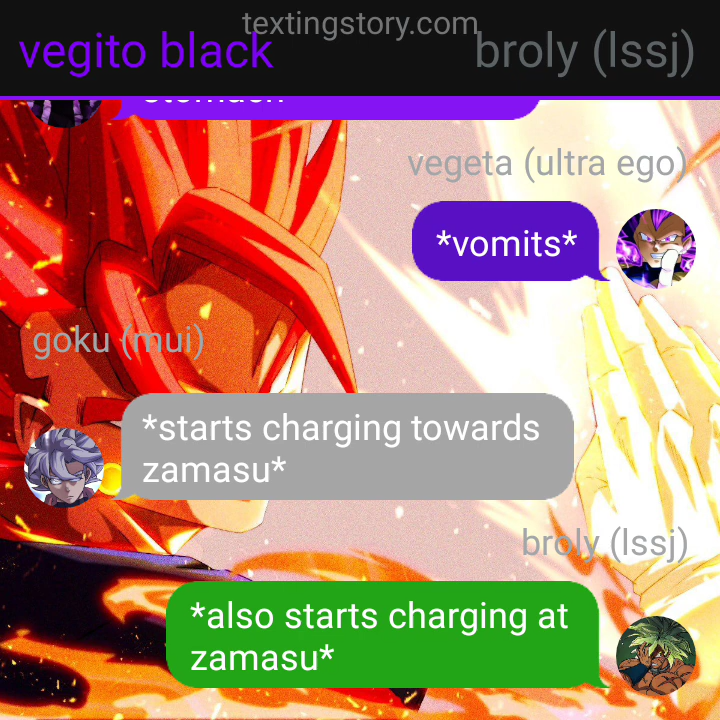 textingstory.com
vegito black
broly (lssj)
vegeta (ultra ego)
*vomits*
goku (mui)
*starts charging towards
zamasu*
broly (lssj)
*also starts charging at
zamasu*